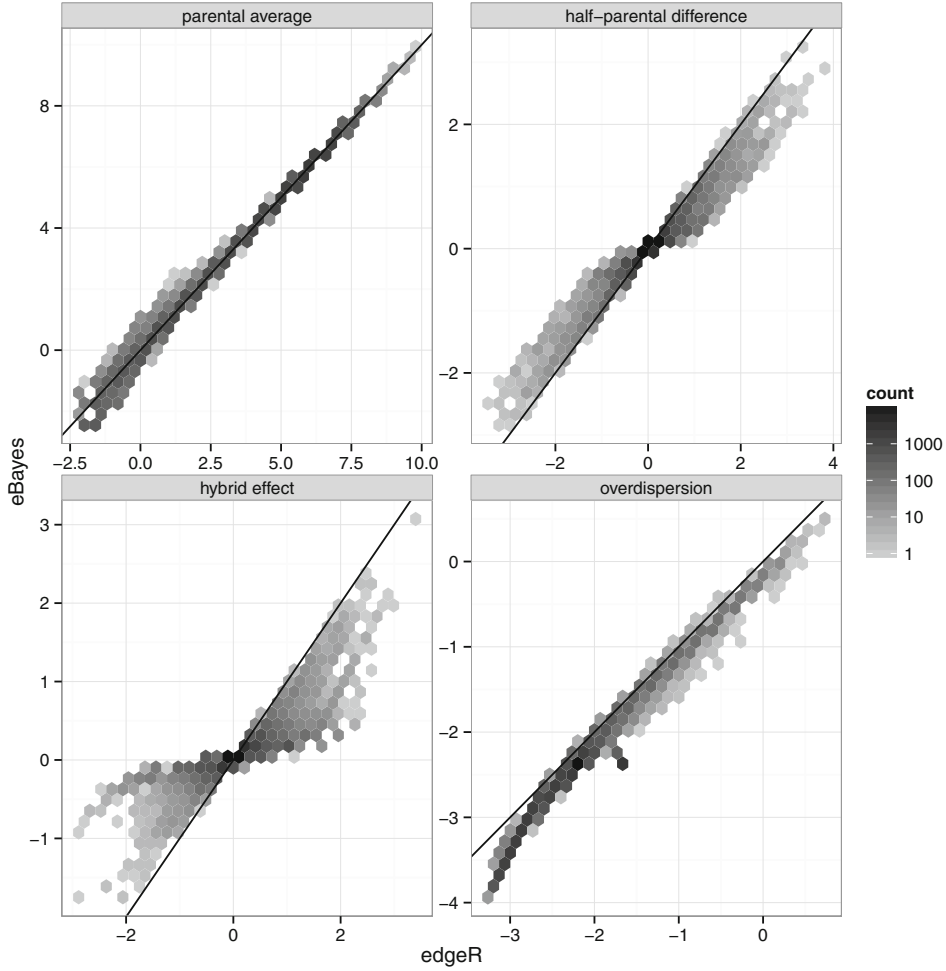 parental average
half−parental difference
8
4
0
2
0
−2
−2.5 0.0 2.5 5.0 7.5 10.0
−2 0 2 4
eBayes
hybrid effect
overdispersion
3
2
1
0
−1
0
−1
−2
−3
−4
−2 0 2
−3 −2 −1 0
edgeR
count
1000
100
10
1